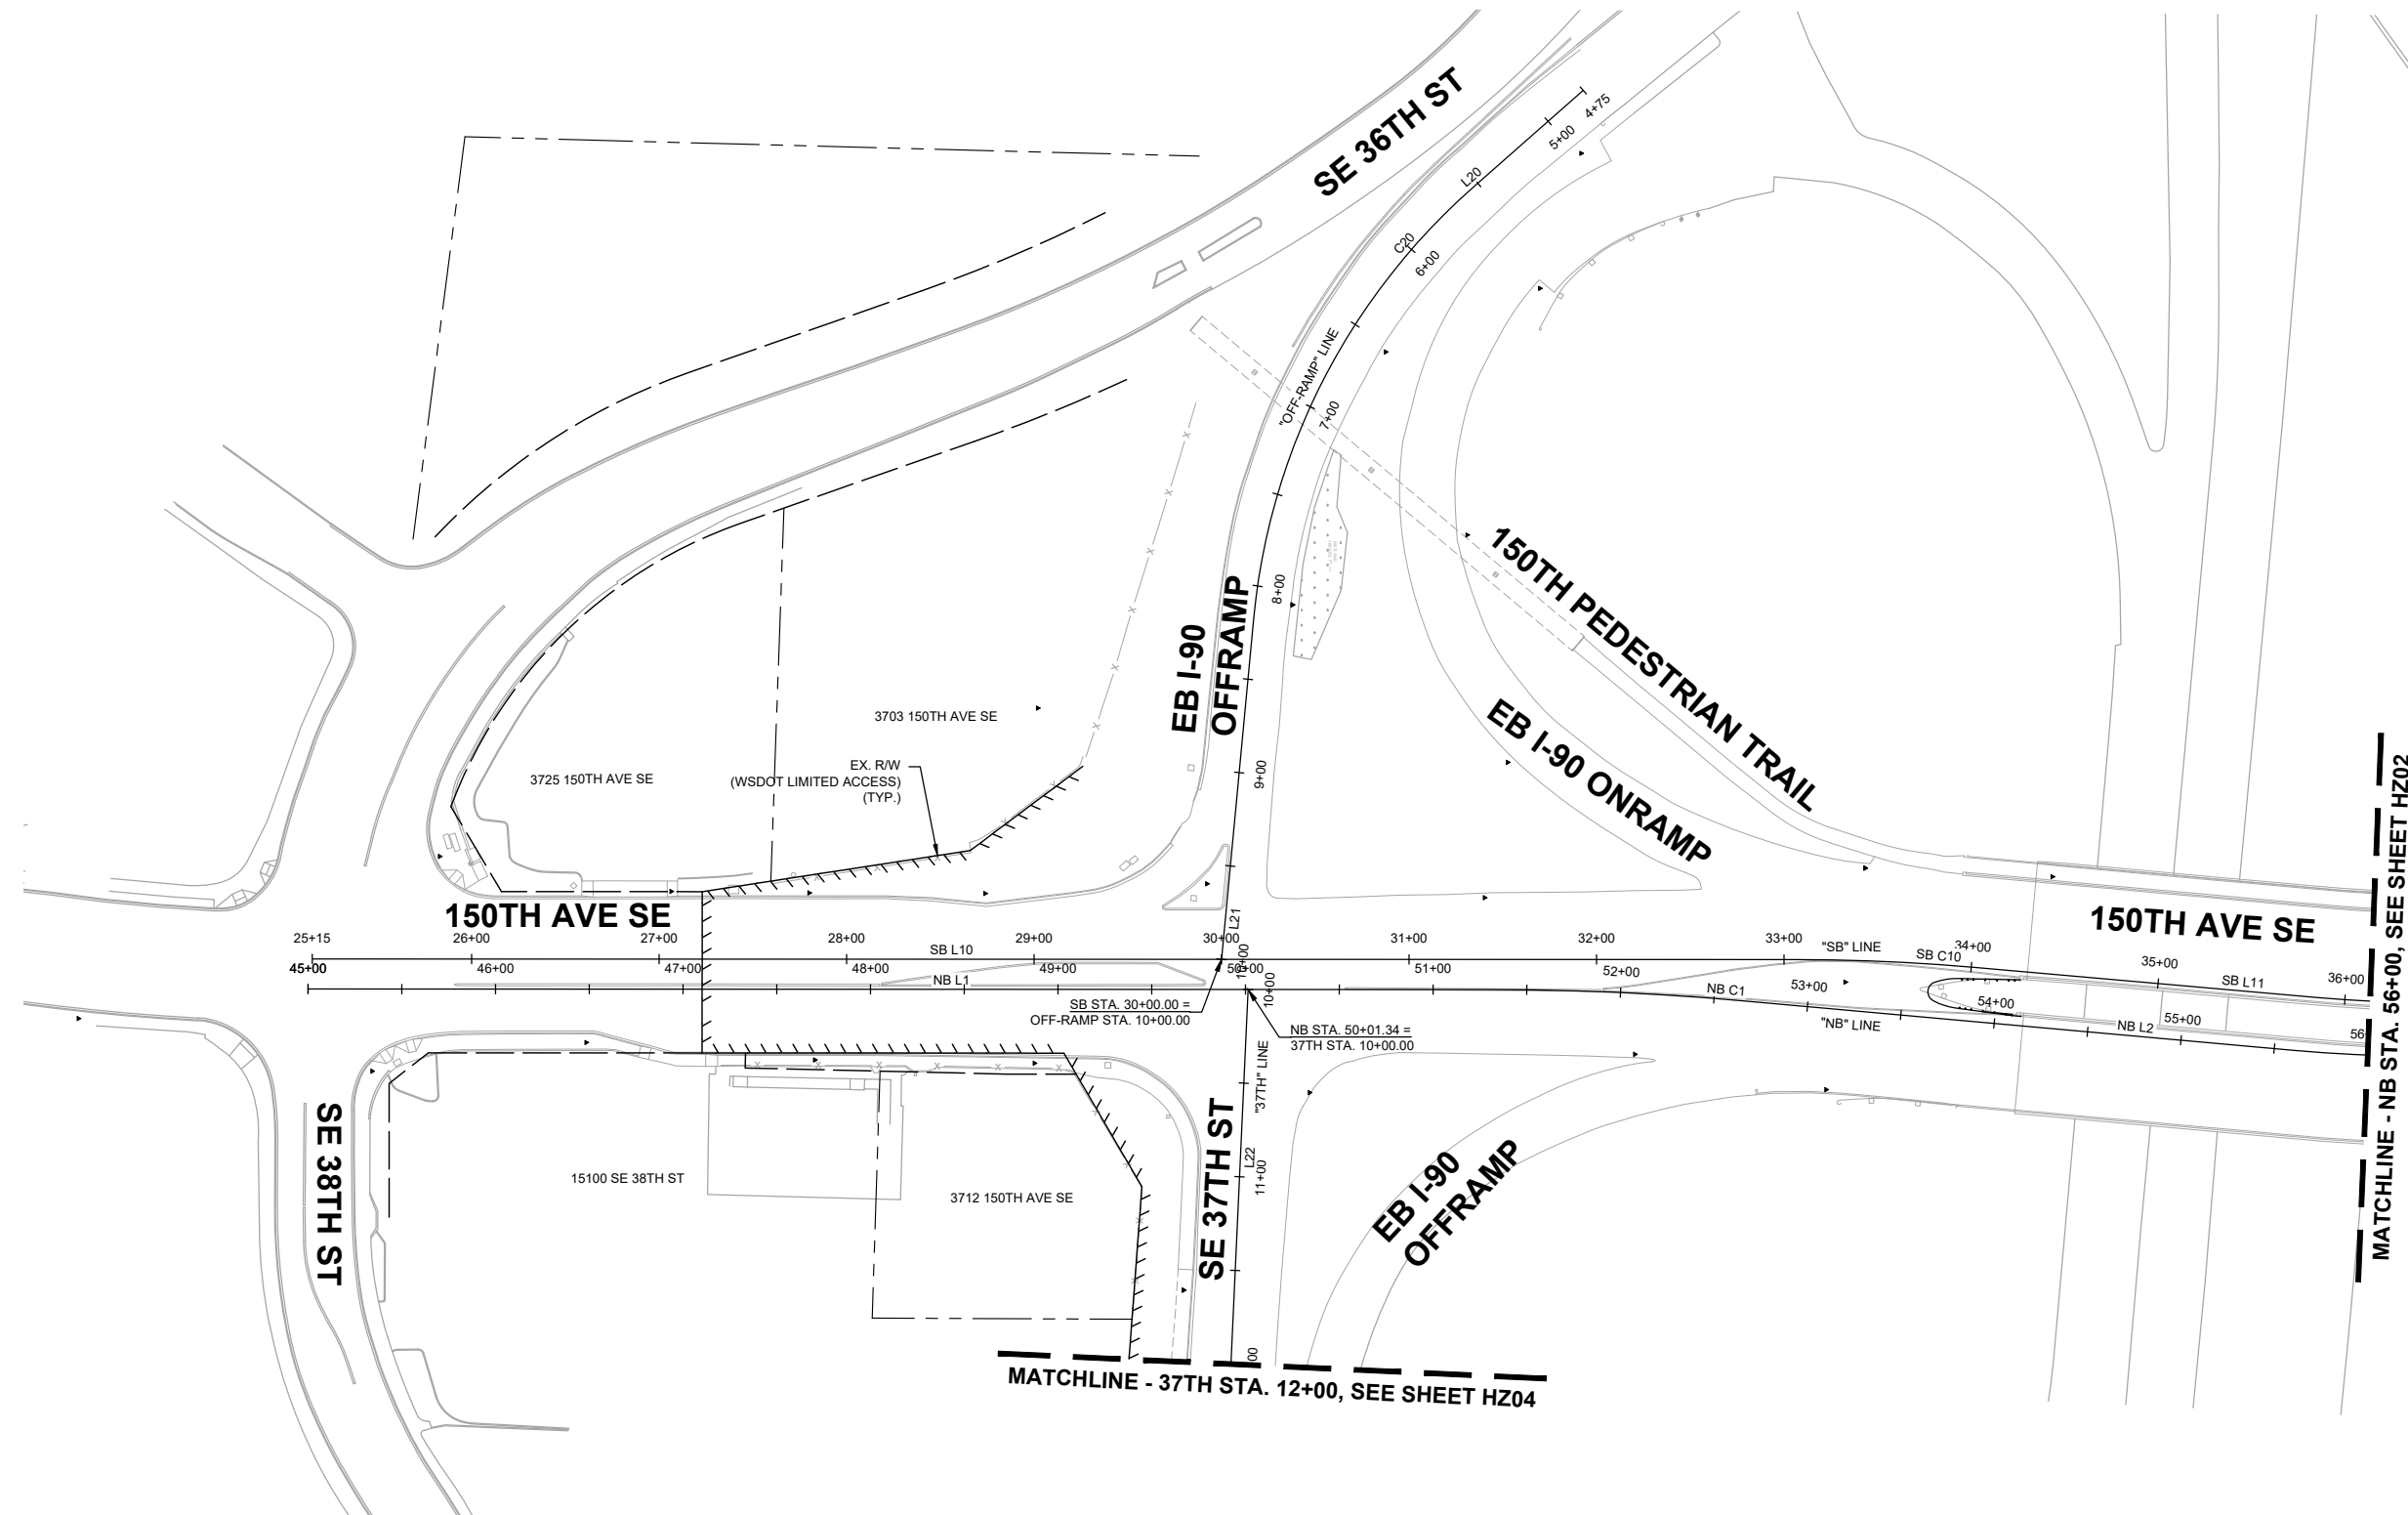 SE 36TH ST
4+75
5+00
L20
C20
6+00
"OFF-RAMP" LINE
7+00
8+00
EB I-90
OFFRAMP
150TH PEDESTRIAN TRAIL
EB I-90 ONRAMP
9+00
3703 150TH AVE SE
3725 150TH AVE SE
EX. R/W
(WSDOT LIMITED ACCESS)
(TYP.)
150TH AVE SE
150TH AVE SE
L21
25+15
26+00
27+00
28+00
29+00
30+00
31+00
32+00
33+00
34+00
35+00
36+00
SB L10
"SB" LINE
SB C10
SB L11
45+00
46+00
47+00
48+00
49+00
50+00
51+00
52+00
53+00
54+00
55+00
56
NB L1
NB C1
"NB" LINE
NB L2
10+00
10+00
SB STA. 30+00.00 =
OFF-RAMP STA. 10+00.00
NB STA. 50+01.34 =
37TH STA. 10+00.00
"37TH" LINE
L22
11+00
00
SE 37TH ST
SE 38TH ST
15100 SE 38TH ST
3712 150TH AVE SE
EB I-90
OFFRAMP
MATCHLINE - 37TH STA. 12+00, SEE SHEET HZ04
MATCHLINE - NB STA. 56+00, SEE SHEET HZ02